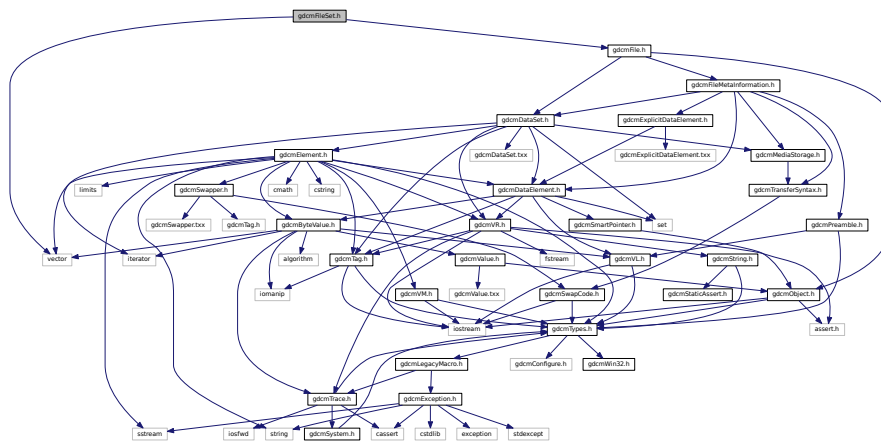 gdcmFileSet.h
gdcmFile.h
gdcmFileMetaInformation.h
gdcmDataSet.h
gdcmExplicitDataElement.h
gdcmElement.h
gdcmDataSet.txx
gdcmExplicitDataElement.txx
gdcmMediaStorage.h
limits
gdcmSwapper.h
cmath
cstring
gdcmDataElement.h
gdcmTransferSyntax.h
gdcmSwapper.txx
gdcmTag.h
gdcmByteValue.h
gdcmVR.h
gdcmSmartPointer.h
set
gdcmPreamble.h
vector
iterator
algorithm
gdcmTag.h
gdcmValue.h
fstream
gdcmVL.h
gdcmString.h
iomanip
gdcmVM.h
gdcmValue.txx
gdcmSwapCode.h
gdcmStaticAssert.h
gdcmObject.h
iostream
gdcmTypes.h
assert.h
gdcmLegacyMacro.h
gdcmConfigure.h
gdcmWin32.h
gdcmTrace.h
gdcmException.h
sstream
iosfwd
string
gdcmSystem.h
cassert
cstdlib
exception
stdexcept